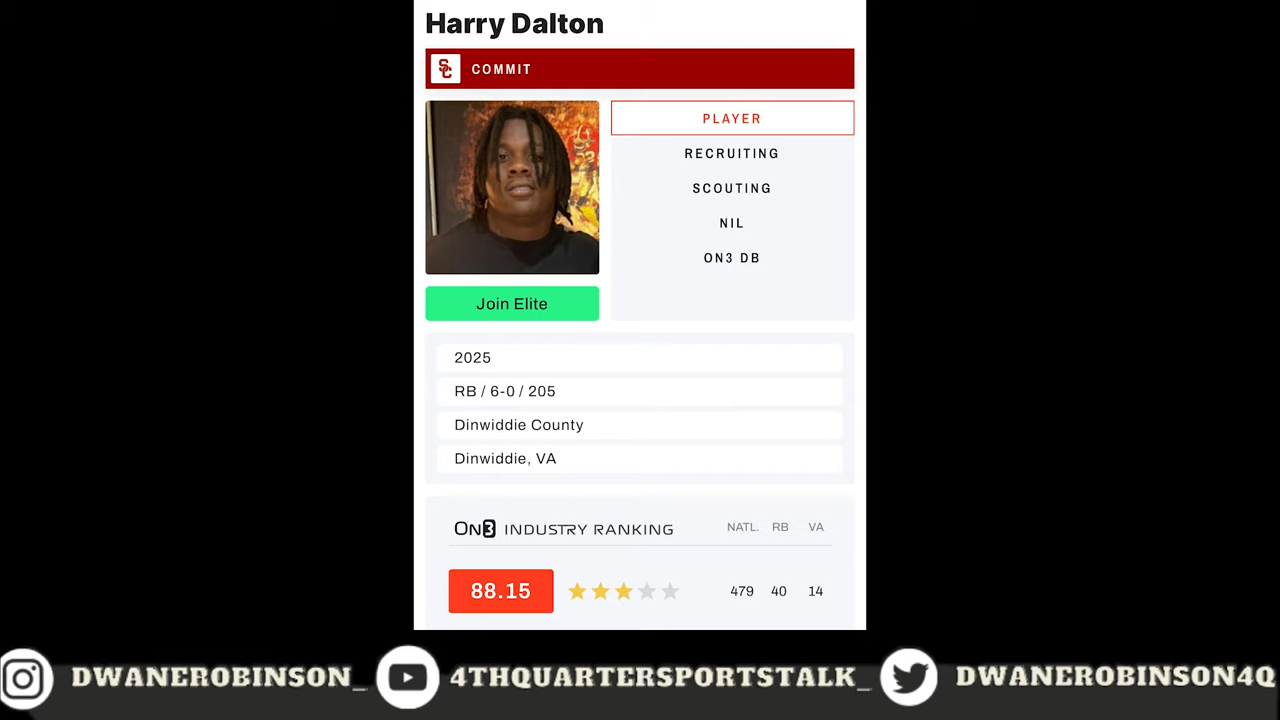 Harry Dalton
SC COMMIT
PLAYER
RECRUITING
SCOUTING
NIL
ON3 DB
Join Elite
2025
RB / 6-0 / 205
Dinwiddie County
Dinwiddie, VA
ON3 INDUSTRY RANKING NATL. RB VA
88.15 479 40 14
DWANEROBINSON_ 4THQUARTERSPORTSTALK_ DWANEROBINSON4Q